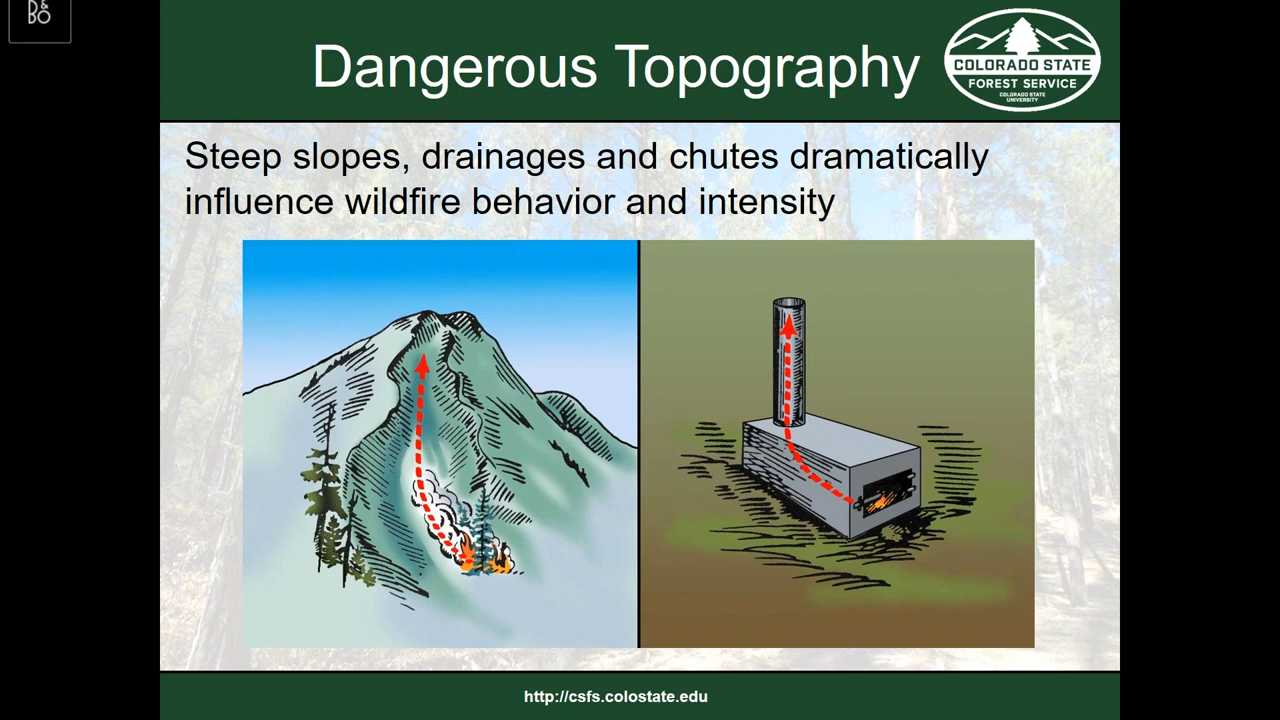 D&
BO
Dangerous Topography
COLORADO STATE
FOREST SERVICE
COLORADO STATE
UNIVERSITY
Steep slopes, drainages and chutes dramatically
influence wildfire behavior and intensity
http://csfs.colostate.edu